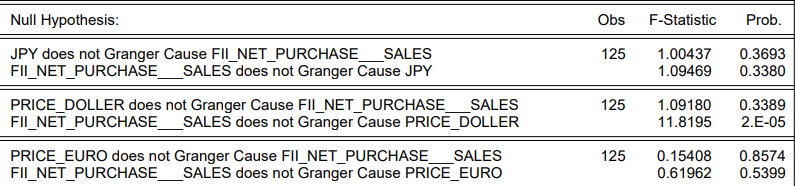 Null Hypothesis: Obs F-Statistic Prob.
JPY does not Granger Cause FII_NET_PURCHASE___SALES 125 1.00437 0.3693
FII_NET_PURCHASE___SALES does not Granger Cause JPY 1.09469 0.3380
PRICE_DOLLER does not Granger Cause FII_NET_PURCHASE___SALES 125 1.09180 0.3389
FII_NET_PURCHASE___SALES does not Granger Cause PRICE_DOLLER 11.8195 2.E-05
PRICE_EURO does not Granger Cause FII_NET_PURCHASE___SALES 125 0.15408 0.8574
FII_NET_PURCHASE___SALES does not Granger Cause PRICE_EURO 0.61962 0.5399